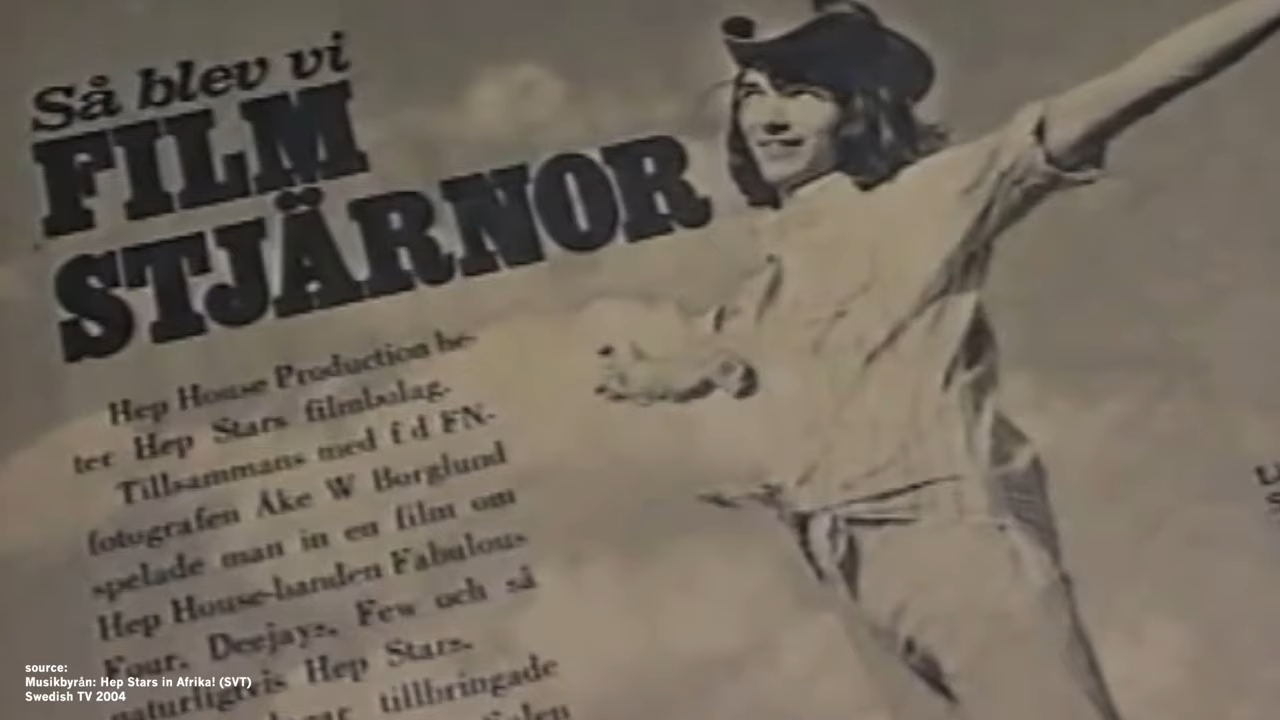 Så blev vi
FILM
STJÄRNOR
Hep House Production he-
ter Hep Stars filmbolag.
Tillsammans med f d FN-
fotografen Åke W Borglund
spelade man in en film om
Hep House-banden Fabulous
Four, Deejays, Few och så
naturligtvis Hep Stars.
tillbringade
source:
Musikbyrån: Hep Stars in Afrika! (SVT)
Swedish TV 2004